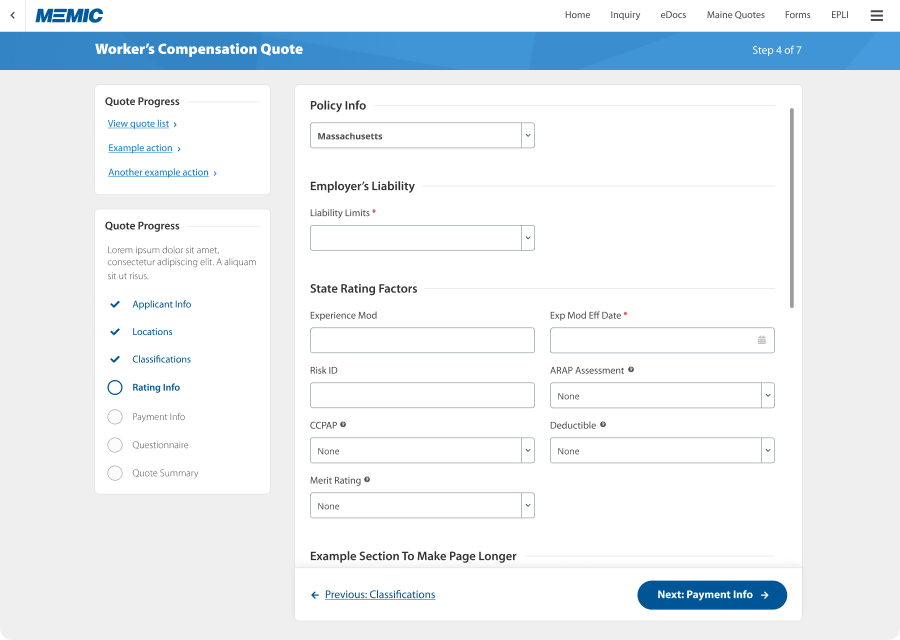 MEMIC
Home Inquiry eDocs Maine Quotes Forms EPLI
Worker’s Compensation Quote
Step 4 of 7
Quote Progress
View quote list ›
Example action ›
Another example action ›
Quote Progress
Lorem ipsum dolor sit amet,
consectetur adipiscing elit. A aliquam
sit ut risus.
Applicant Info
Locations
Classifications
Rating Info
Payment Info
Questionnaire
Quote Summary
Policy Info
Massachusetts
Employer’s Liability
Liability Limits *
State Rating Factors
Experience Mod
Exp Mod Eff Date *
Risk ID
ARAP Assessment
None
CCPAP
None
Deductible
None
Merit Rating
None
Example Section To Make Page Longer
Previous: Classifications
Next: Payment Info